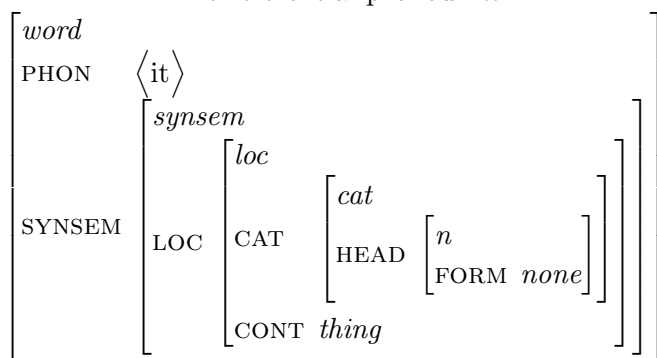 word
PHON ⟨it⟩
synsem
loc
cat
SYNSEM LOC CAT HEAD n
FORM none
CONT thing